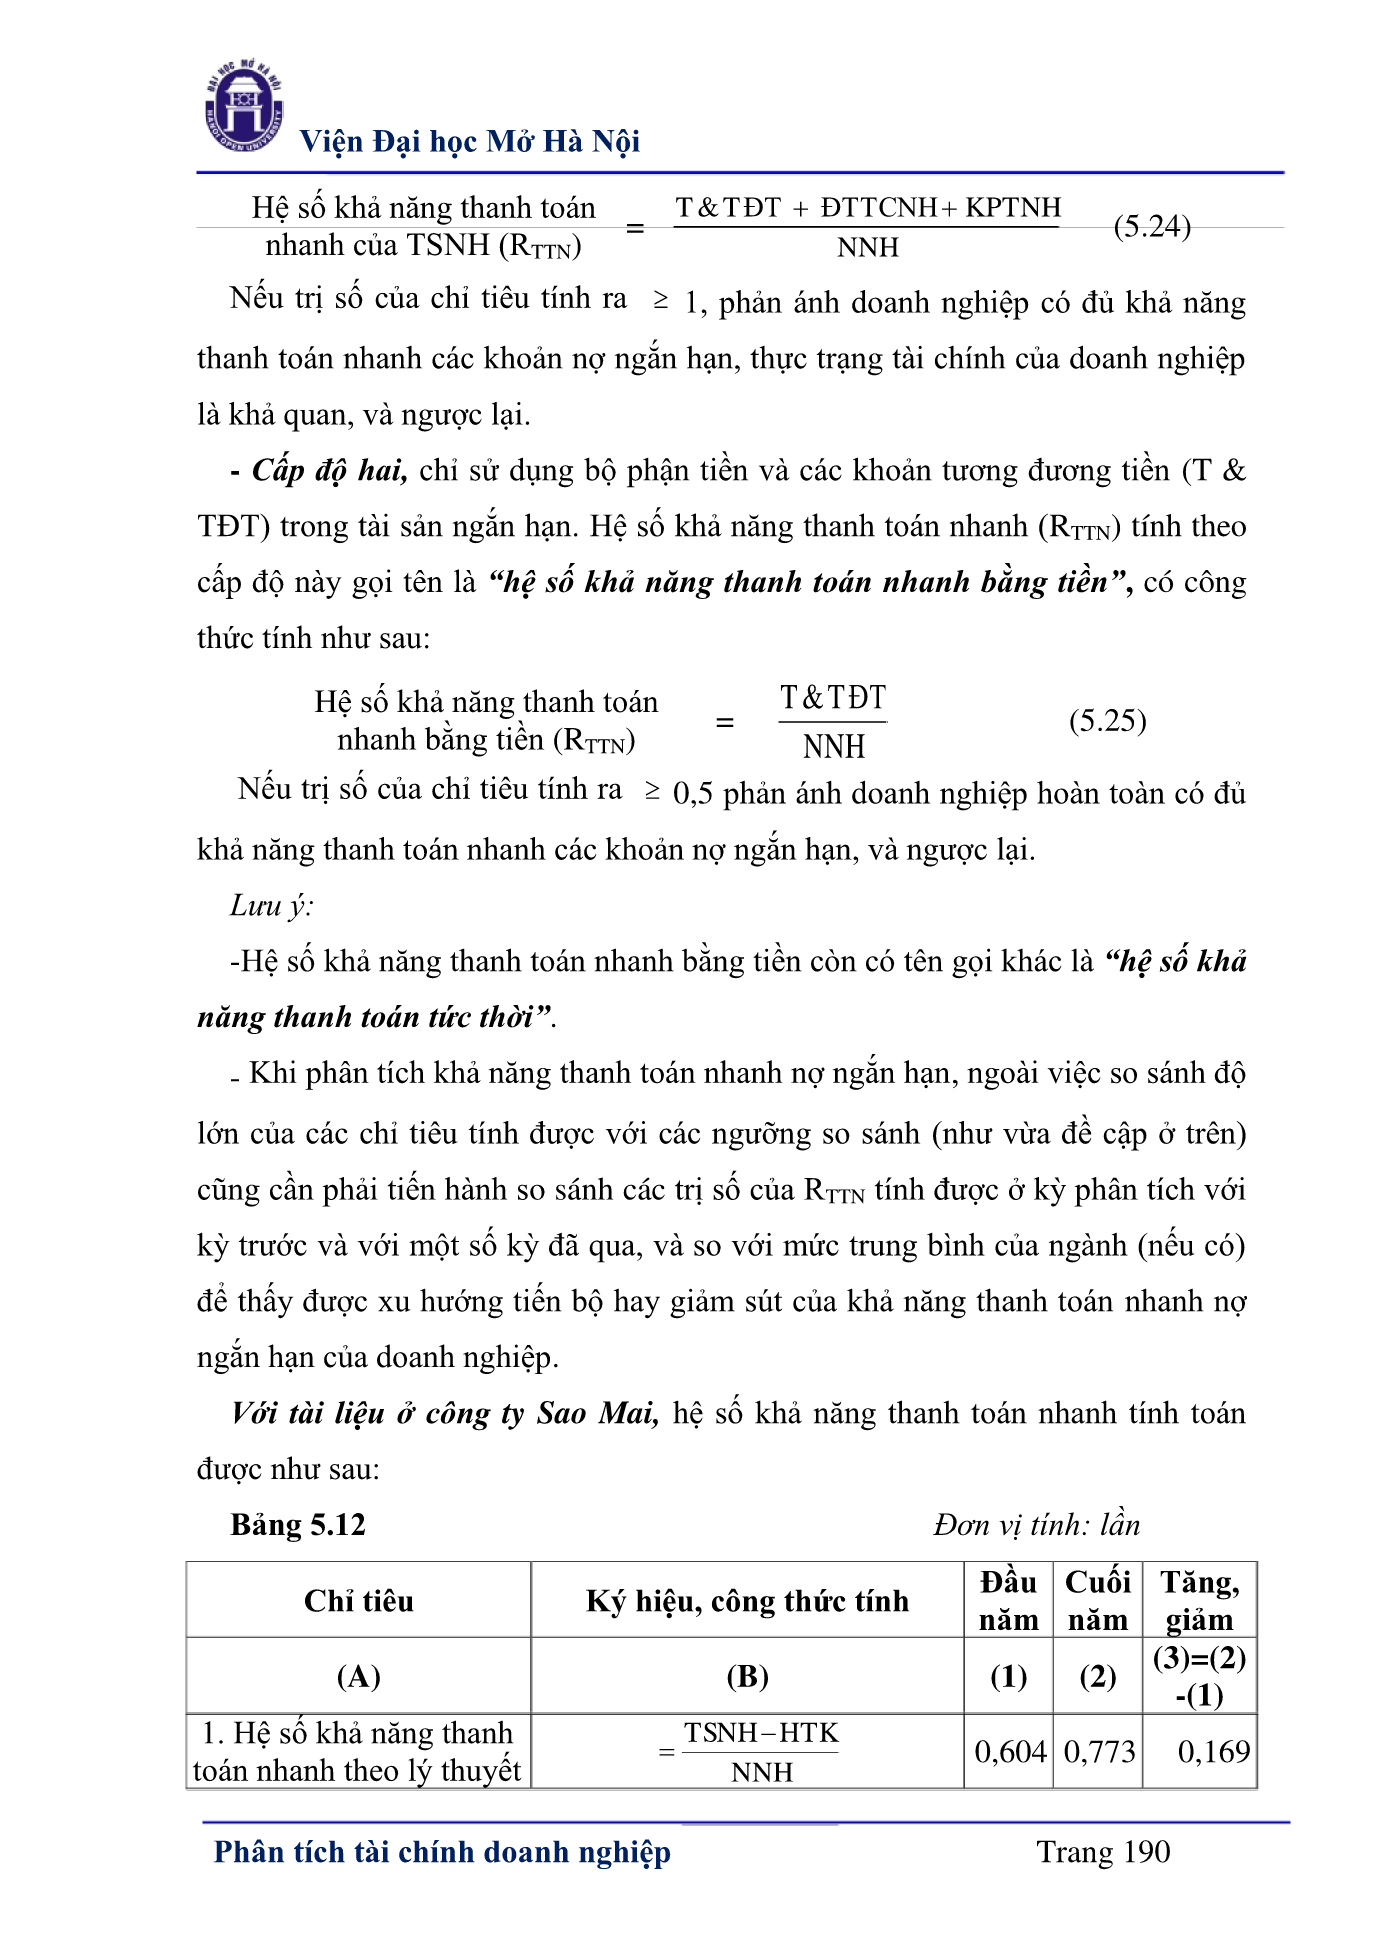 ĐẠI HỌC MỞ HÀ NỘI
HANOI OPEN UNIVERSITY
Viện Đại học Mở Hà Nội
Hệ số khả năng thanh toán nhanh của TSNH (RTTN) = T&TĐT + ĐTTCNH+ KPTNH / NNH (5.24)
Nếu trị số của chỉ tiêu tính ra ≥ 1, phản ánh doanh nghiệp có đủ khả năng
thanh toán nhanh các khoản nợ ngắn hạn, thực trạng tài chính của doanh nghiệp
là khả quan, và ngược lại.
- Cấp độ hai, chỉ sử dụng bộ phận tiền và các khoản tương đương tiền (T &
TĐT) trong tài sản ngắn hạn. Hệ số khả năng thanh toán nhanh (RTTN) tính theo
cấp độ này gọi tên là “hệ số khả năng thanh toán nhanh bằng tiền”, có công
thức tính như sau:
Hệ số khả năng thanh toán nhanh bằng tiền (RTTN) = T&TĐT / NNH (5.25)
Nếu trị số của chỉ tiêu tính ra ≥ 0,5 phản ánh doanh nghiệp hoàn toàn có đủ
khả năng thanh toán nhanh các khoản nợ ngắn hạn, và ngược lại.
Lưu ý:
-Hệ số khả năng thanh toán nhanh bằng tiền còn có tên gọi khác là “hệ số khả
năng thanh toán tức thời”.
- Khi phân tích khả năng thanh toán nhanh nợ ngắn hạn, ngoài việc so sánh độ
lớn của các chỉ tiêu tính được với các ngưỡng so sánh (như vừa đề cập ở trên)
cũng cần phải tiến hành so sánh các trị số của RTTN tính được ở kỳ phân tích với
kỳ trước và với một số kỳ đã qua, và so với mức trung bình của ngành (nếu có)
để thấy được xu hướng tiến bộ hay giảm sút của khả năng thanh toán nhanh nợ
ngắn hạn của doanh nghiệp.
Với tài liệu ở công ty Sao Mai, hệ số khả năng thanh toán nhanh tính toán
được như sau:
Bảng 5.12 Đơn vị tính: lần
Chỉ tiêu Ký hiệu, công thức tính Đầu năm Cuối năm Tăng, giảm
(A) (B) (1) (2) (3)=(2) -(1)
1. Hệ số khả năng thanh toán nhanh theo lý thuyết = TSNH−HTK / NNH 0,604 0,773 0,169
Phân tích tài chính doanh nghiệp Trang 190